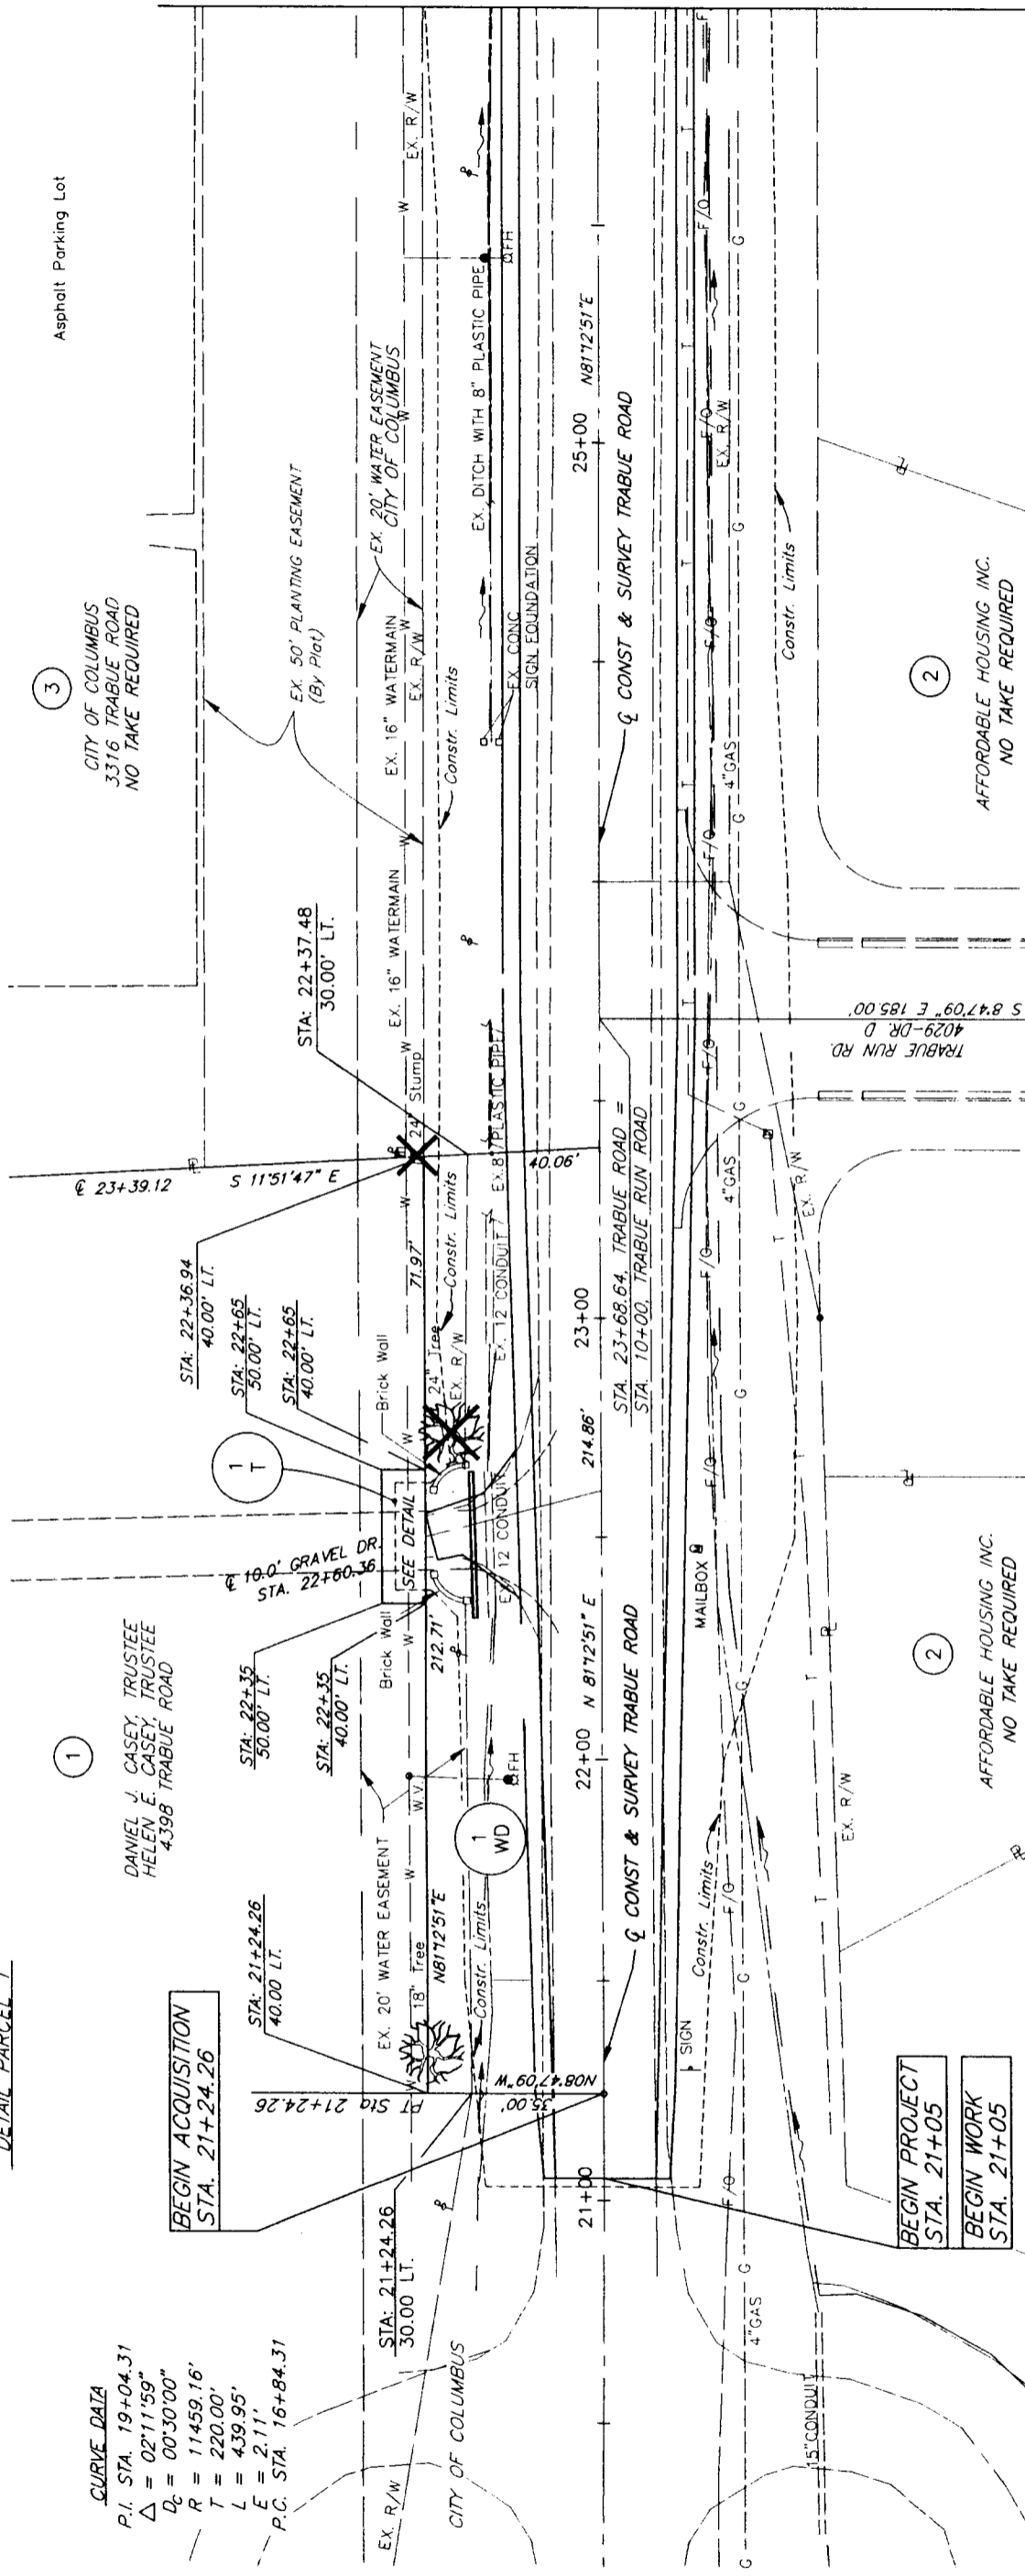 DETAIL PARCEL 1
CURVE DATA
P.I. STA. 19+04.31
Δ = 02°11'59"
Dc = 00°30'00"
R = 11459.16'
T = 220.00'
L = 439.95'
E = 2.11'
P.C. STA. 16+84.31
BEGIN ACQUISITION
STA. 21+24.26
1
DANIEL J. CASEY, TRUSTEE
HELEN E. CASEY, TRUSTEE
4398 TRABUE ROAD
3
CITY OF COLUMBUS
3316 TRABUE ROAD
NO TAKE REQUIRED
Asphalt Parking Lot
STA: 21+24.26
40.00 LT.
PT Sta 21+24.26
STA: 21+24.26
30.00 LT.
STA: 22+35
50.00' LT.
STA: 22+35
40.00' LT.
₵ 10.0' GRAVEL DR.
STA. 22+60.36
1
T
STA: 22+65
50.00' LT.
STA: 22+65
40.00' LT.
STA: 22+36.94
40.00' LT.
₵ 23+39.12
S 11°51'47" E
STA: 22+37.48
30.00' LT.
EX. 50' PLANTING EASEMENT
(By Plat)
EX. 20' WATER EASEMENT
CITY OF COLUMBUS
EX. 20' WATER EASEMENT
Brick Wall
SEE DETAIL
Brick Wall
EX. 16" WATERMAIN
EX. 16" WATERMAIN
EX. R/W
EX. R/W
18" Tree
N81°12'51"E
W.V.
212.71'
24" Tree
71.97'
24" Stump
Constr. Limits
Constr. Limits
Constr. Limits
EX. R/W
1
WD
FH
EX. 12 CONDUIT
EX. 12 CONDUIT
EX. 8" PLASTIC PIPE
EX. DITCH WITH 8" PLASTIC PIPE
EX. CONC
SIGN FOUNDATION
FH
40.06'
EX. R/W
CITY OF COLUMBUS
N08°47'09"W
35.00'
21+00
22+00
N 81°12'51" E
214.86'
23+00
25+00
N81°12'51"E
₵ CONST & SURVEY TRABUE ROAD
₵ CONST & SURVEY TRABUE ROAD
STA. 23+68.64, TRABUE ROAD =
STA. 10+00, TRABUE RUN ROAD
SIGN
MAILBOX
Constr. Limits
Constr. Limits
4"GAS
4"GAS
4"GAS
F/O
F/O
F/O
F/O
F/O
F/O
F/O
F/O
F/O
15"CONDUIT
EX. R/W
EX. R/W
EX. R/W
TRABUE RUN RD.
4029-DR. D
S 8°47'09" E 185.00'
BEGIN PROJECT
STA. 21+05
BEGIN WORK
STA. 21+05
2
AFFORDABLE HOUSING INC.
NO TAKE REQUIRED
2
AFFORDABLE HOUSING INC.
NO TAKE REQUIRED